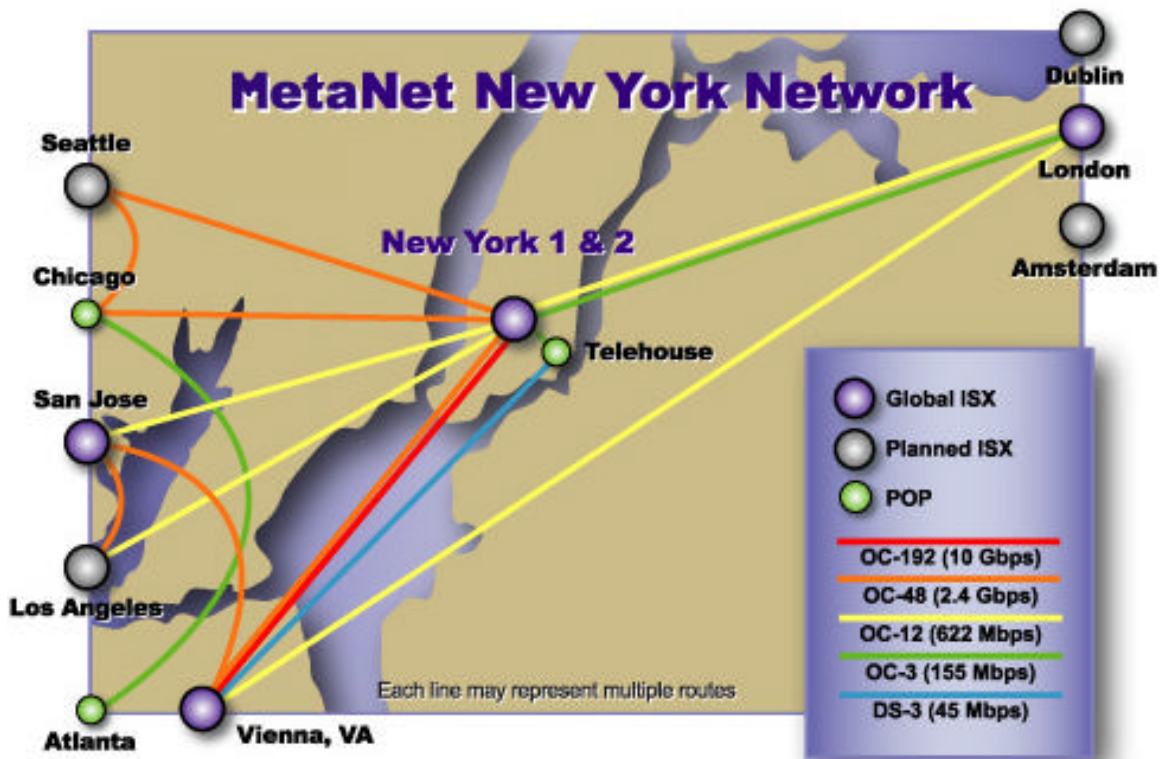 MetaNet New York Network
Dublin
London
Amsterdam
Seattle
New York 1 & 2
Chicago
Telehouse
San Jose
Los Angeles
Atlanta
Vienna, VA
Each line may represent multiple routes
Global ISX
Planned ISX
POP
OC-192 (10 Gbps)
OC-48 (2.4 Gbps)
OC-12 (622 Mbps)
OC-3 (155 Mbps)
DS-3 (45 Mbps)